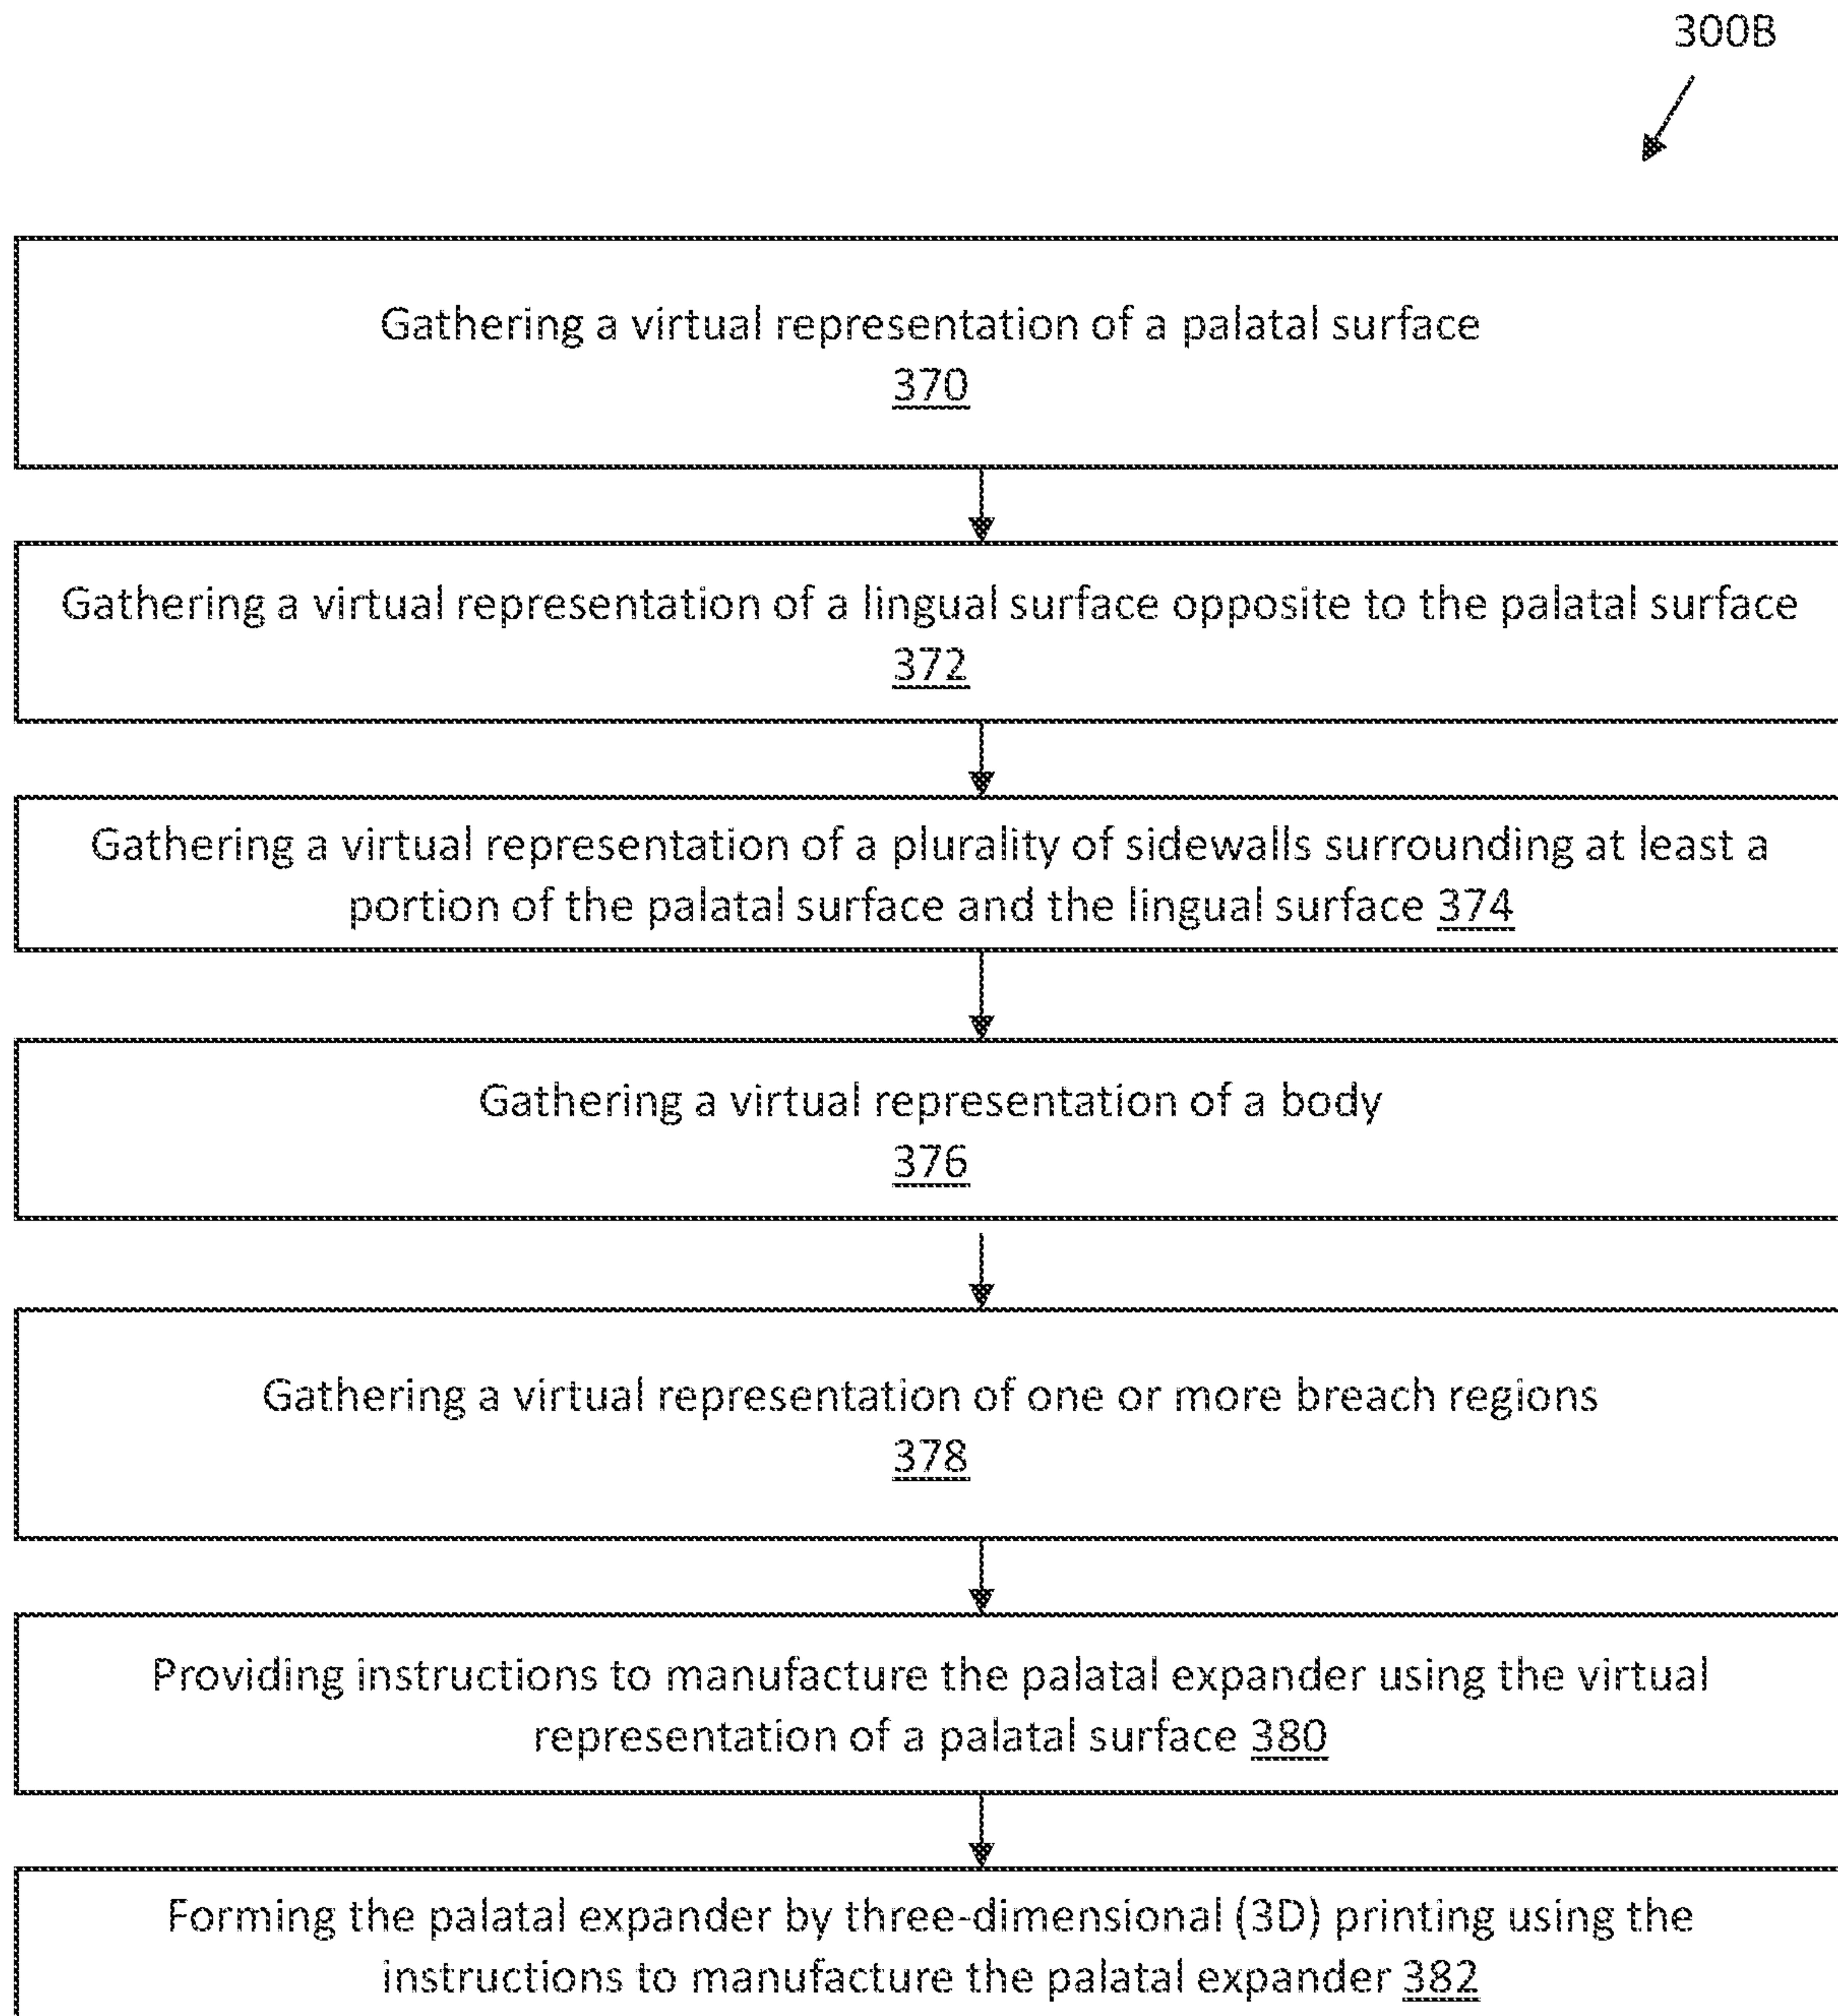 300B
Gathering a virtual representation of a palatal surface
370
Gathering a virtual representation of a lingual surface opposite to the palatal surface
372
Gathering a virtual representation of a plurality of sidewalls surrounding at least a
portion of the palatal surface and the lingual surface 374
Gathering a virtual representation of a body
376
Gathering a virtual representation of one or more breach regions
378
Providing instructions to manufacture the palatal expander using the virtual
representation of a palatal surface 380
Forming the palatal expander by three-dimensional (3D) printing using the
instructions to manufacture the palatal expander 382